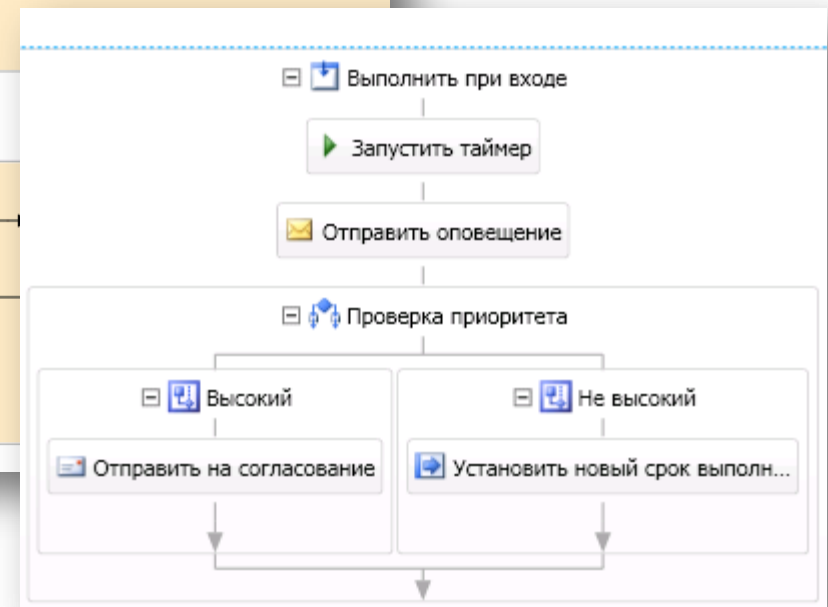 Выполнить при входе
Запустить таймер
Отправить оповещение
Проверка приоритета
Высокий
Не высокий
Отправить на согласование
Установить новый срок выполн...